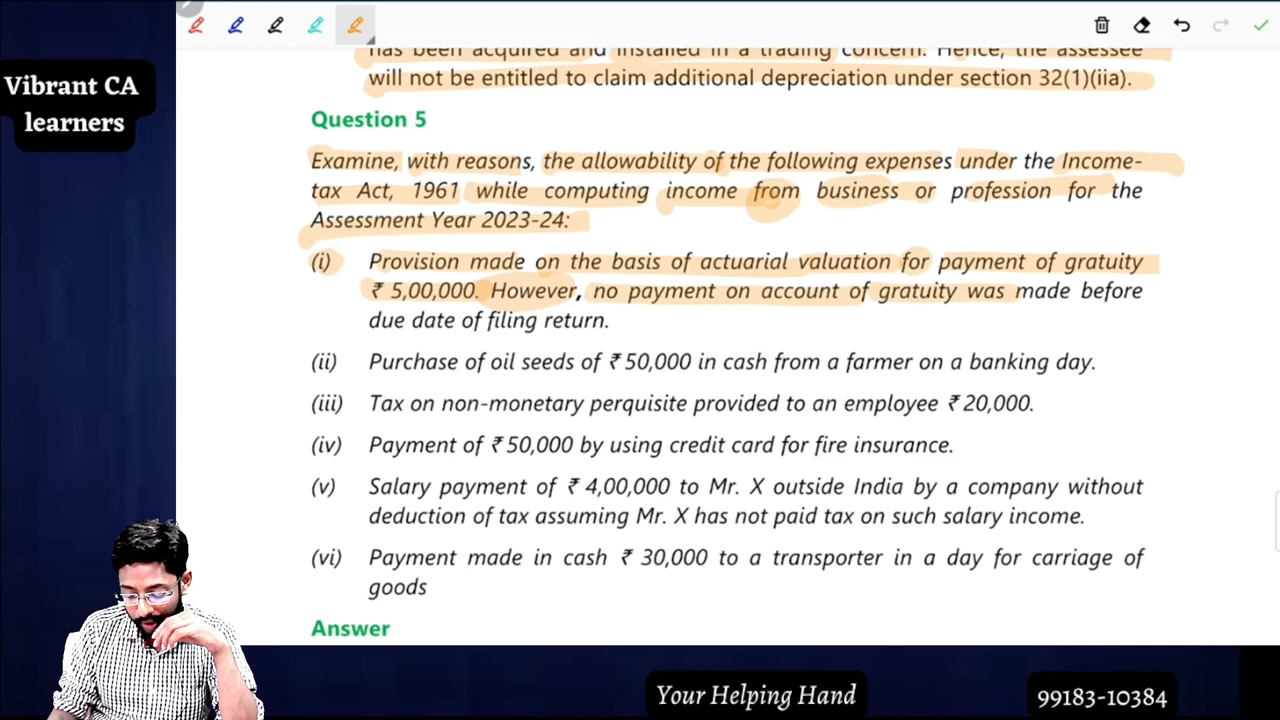 has been acquired and installed in a trading concern. Hence, the assessee
will not be entitled to claim additional depreciation under section 32(1)(iia).
Vibrant CA
learners
Question 5
Examine, with reasons, the allowability of the following expenses under the Income-
tax Act, 1961 while computing income from business or profession for the
Assessment Year 2023-24:
(i) Provision made on the basis of actuarial valuation for payment of gratuity
₹ 5,00,000. However, no payment on account of gratuity was made before
due date of filing return.
(ii) Purchase of oil seeds of ₹ 50,000 in cash from a farmer on a banking day.
(iii) Tax on non-monetary perquisite provided to an employee ₹ 20,000.
(iv) Payment of ₹ 50,000 by using credit card for fire insurance.
(v) Salary payment of ₹ 4,00,000 to Mr. X outside India by a company without
deduction of tax assuming Mr. X has not paid tax on such salary income.
(vi) Payment made in cash ₹ 30,000 to a transporter in a day for carriage of
goods
Answer
Your Helping Hand
99183-10384